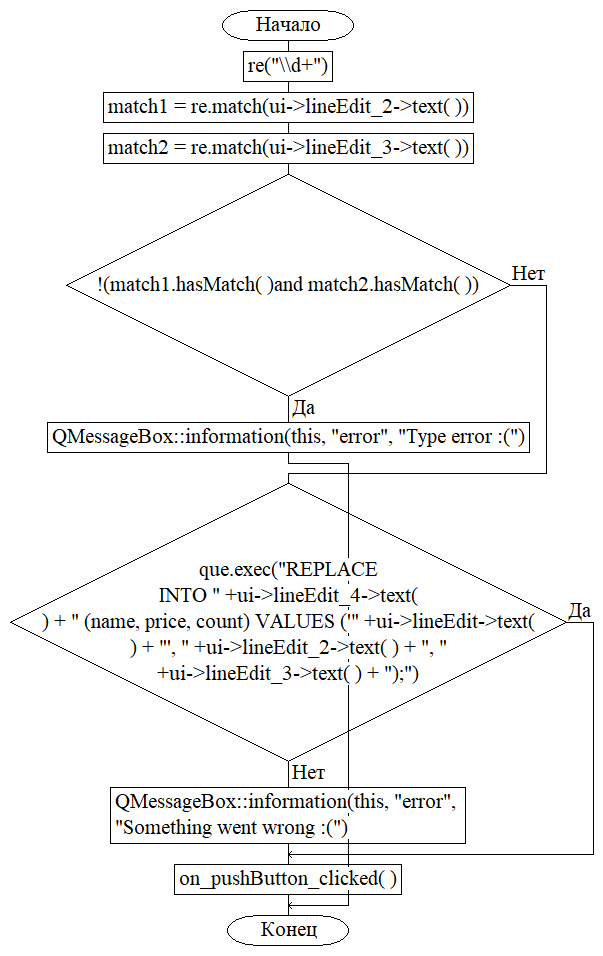 Начало
re("\\d+")
match1 = re.match(ui->lineEdit_2->text( ))
match2 = re.match(ui->lineEdit_3->text( ))
!(match1.hasMatch( )and match2.hasMatch( ))
Нет
Да
QMessageBox::information(this, "error", "Type error :(")
que.exec("REPLACE
INTO " +ui->lineEdit_4->text(
) + " (name, price, count) VALUES ('" +ui->lineEdit->text(
) + "', " +ui->lineEdit_2->text( ) + ", "
+ui->lineEdit_3->text( ) + ");")
Да
Нет
QMessageBox::information(this, "error",
"Something went wrong :(")
on_pushButton_clicked( )
Конец